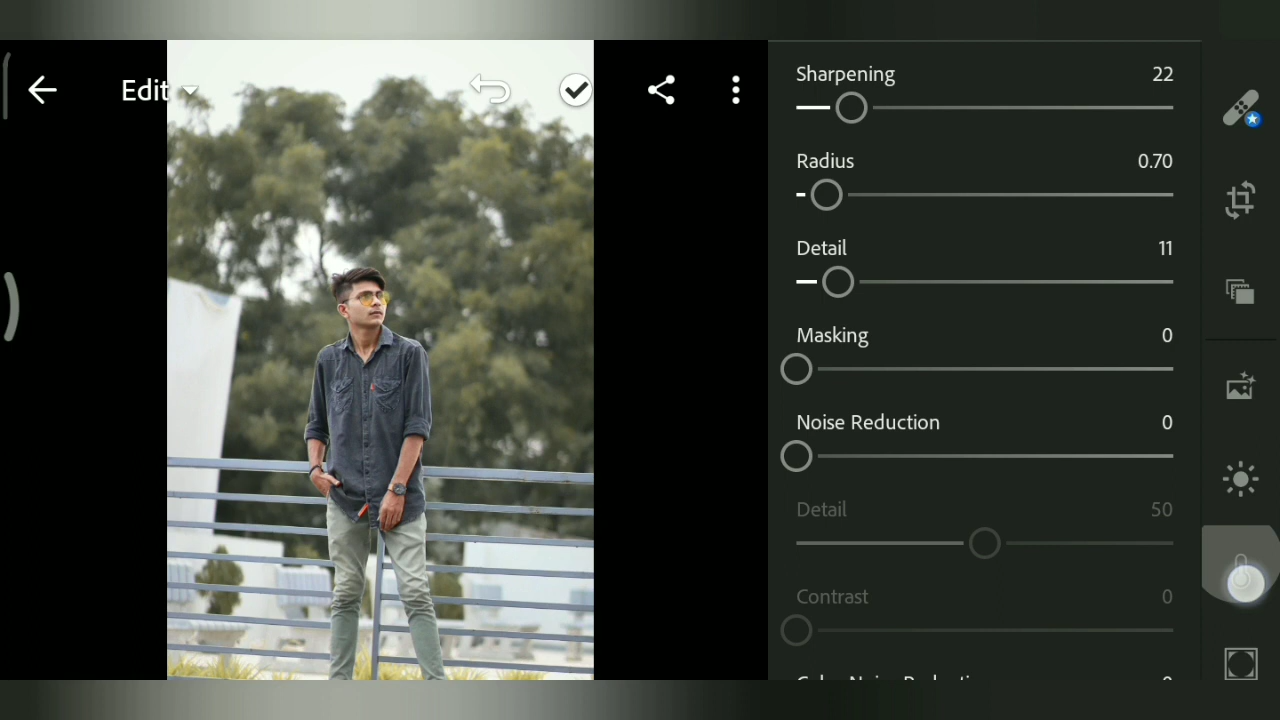 Edit
Sharpening 22
Radius 0.70
Detail 11
Masking 0
Noise Reduction 0
Detail 50
Contrast 0